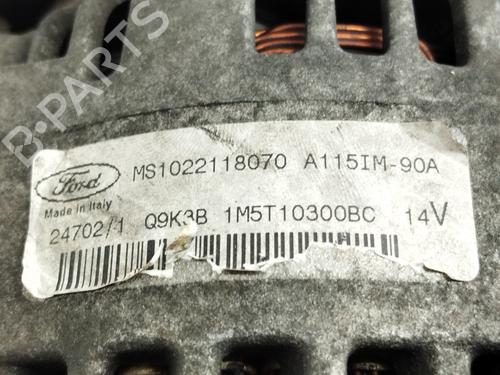 B-PARTS
Ford
Made in Italy
MS1022118070 A115IM-90A
24702/1 Q9K3B 1M5T10300BC 14V